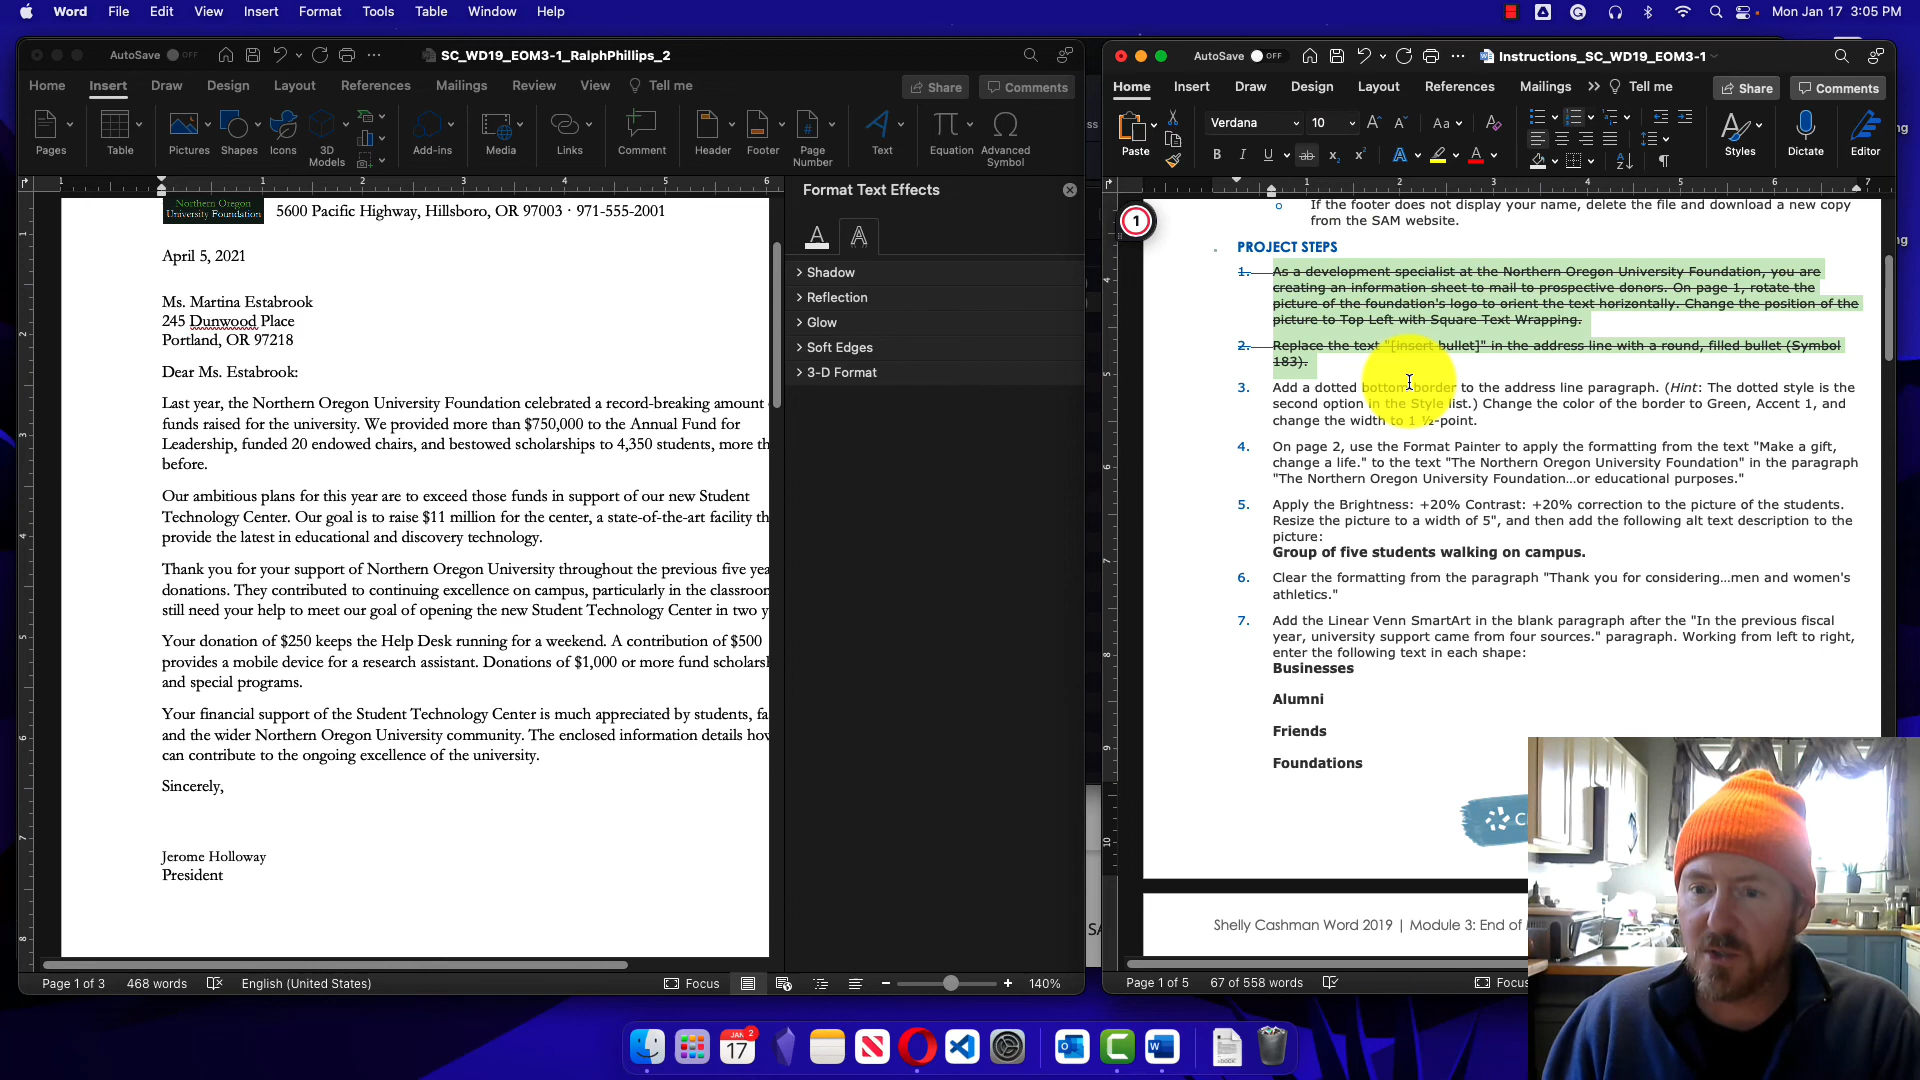 Word File Edit View Insert Format Tools Table Window Help
Mon Jan 17 3:05 PM
AutoSave OFF
SC_WD19_EOM3-1_RalphPhillips_2
Home Insert Draw Design Layout References Mailings Review View Tell me
Share Comments
Pages Table Pictures Shapes Icons 3D Models Add-ins Media Links Comment Header Footer Page Number Text Equation Advanced Symbol
Format Text Effects
Shadow
Reflection
Glow
Soft Edges
3-D Format
Northern Oregon
University Foundation
5600 Pacific Highway, Hillsboro, OR 97003 · 971-555-2001
April 5, 2021
Ms. Martina Estabrook
245 Dunwood Place
Portland, OR 97218
Dear Ms. Estabrook:
Last year, the Northern Oregon University Foundation celebrated a record-breaking amount
funds raised for the university. We provided more than $750,000 to the Annual Fund for
Leadership, funded 20 endowed chairs, and bestowed scholarships to 4,350 students, more th
before.
Our ambitious plans for this year are to exceed those funds in support of our new Student
Technology Center. Our goal is to raise $11 million for the center, a state-of-the-art facility th
provide the latest in educational and discovery technology.
Thank you for your support of Northern Oregon University throughout the previous five yea
donations. They contributed to continuing excellence on campus, particularly in the classroon
still need your help to meet our goal of opening the new Student Technology Center in two y
Your donation of $250 keeps the Help Desk running for a weekend. A contribution of $500
provides a mobile device for a research assistant. Donations of $1,000 or more fund scholarsl
and special programs.
Your financial support of the Student Technology Center is much appreciated by students, fa
and the wider Northern Oregon University community. The enclosed information details how
can contribute to the ongoing excellence of the university.
Sincerely,
Jerome Holloway
President
Page 1 of 3 468 words English (United States) Focus 140%
AutoSave OFF
Instructions_SC_WD19_EOM3-1
Home Insert Draw Design Layout References Mailings Tell me
Share Comments
Paste Verdana 10 Styles Dictate Editor
1
If the footer does not display your name, delete the file and download a new copy
from the SAM website.
PROJECT STEPS
1. As a development specialist at the Northern Oregon University Foundation, you are
creating an information sheet to mail to prospective donors. On page 1, rotate the
picture of the foundation's logo to orient the text horizontally. Change the position of the
picture to Top Left with Square Text Wrapping.
2. Replace the text "[insert bullet]" in the address line with a round, filled bullet (Symbol
183).
3. Add a dotted bottom border to the address line paragraph. (Hint: The dotted style is the
second option in the Style list.) Change the color of the border to Green, Accent 1, and
change the width to 1 ½-point.
4. On page 2, use the Format Painter to apply the formatting from the text "Make a gift,
change a life." to the text "The Northern Oregon University Foundation" in the paragraph
"The Northern Oregon University Foundation...or educational purposes."
5. Apply the Brightness: +20% Contrast: +20% correction to the picture of the students.
Resize the picture to a width of 5", and then add the following alt text description to the
picture:
Group of five students walking on campus.
6. Clear the formatting from the paragraph "Thank you for considering...men and women's
athletics."
7. Add the Linear Venn SmartArt in the blank paragraph after the "In the previous fiscal
year, university support came from four sources." paragraph. Working from left to right,
enter the following text in each shape:
Businesses
Alumni
Friends
Foundations
Shelly Cashman Word 2019 | Module 3: End of
Page 1 of 5 67 of 558 words Focus
JAN 2
17